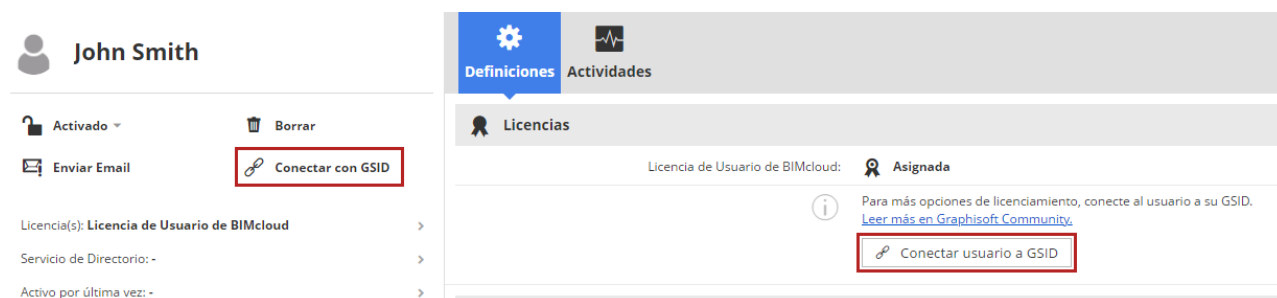 John Smith
Activado
Borrar
Enviar Email
Conectar con GSID
Licencia(s): Licencia de Usuario de BIMcloud
Servicio de Directorio: -
Activo por última vez: -
Definiciones
Actividades
Licencias
Licencia de Usuario de BIMcloud:
Asignada
Para más opciones de licenciamiento, conecte al usuario a su GSID.
Leer más en Graphisoft Community.
Conectar usuario a GSID